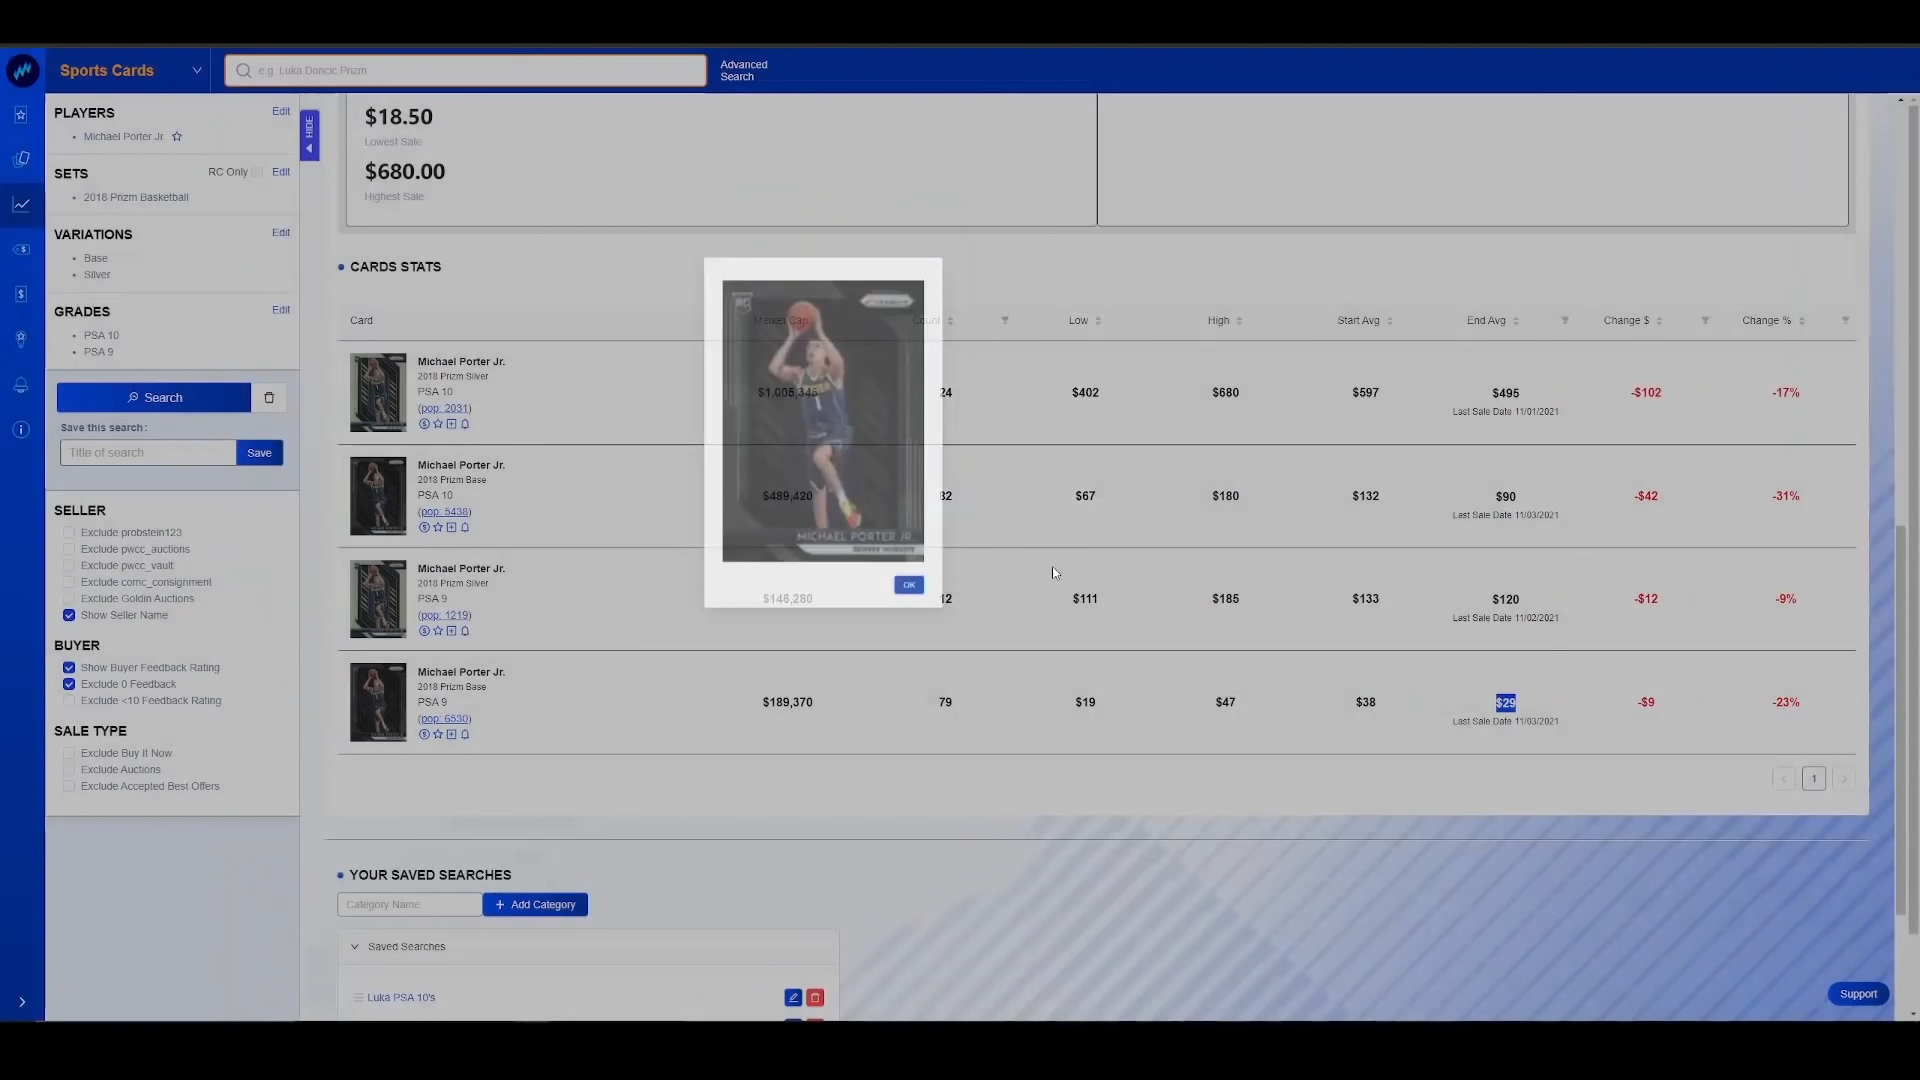 Sports Cards
e.g. Luka Doncic Prizm
Advanced
Search
PLAYERS Edit
Michael Porter Jr.
SETS RC Only Edit
2018 Prizm Basketball
VARIATIONS Edit
Base
Silver
GRADES Edit
PSA 10
PSA 9
Search
Save this search:
Title of search Save
SELLER
Exclude probstein123
Exclude pwcc_auctions
Exclude pwcc_vault
Exclude comc_consignment
Exclude Goldin Auctions
Show Seller Name
BUYER
Show Buyer Feedback Rating
Exclude 0 Feedback
Exclude <10 Feedback Rating
SALE TYPE
Exclude Buy It Now
Exclude Auctions
Exclude Accepted Best Offers
HIDE
$18.50
Lowest Sale
$680.00
Highest Sale
CARDS STATS
Card Market Cap Count Low High Start Avg End Avg Change $ Change %
Michael Porter Jr.
2018 Prizm Silver
PSA 10
(pop: 2031)
$1,005,345 24 $402 $680 $597 $495 -$102 -17%
Last Sale Date 11/01/2021
Michael Porter Jr.
2018 Prizm Base
PSA 10
(pop: 5438)
$489,420 82 $67 $180 $132 $90 -$42 -31%
Last Sale Date 11/03/2021
Michael Porter Jr.
2018 Prizm Silver
PSA 9
(pop: 1219)
$146,280 12 $111 $185 $133 $120 -$12 -9%
Last Sale Date 11/02/2021
Michael Porter Jr.
2018 Prizm Base
PSA 9
(pop: 6530)
$189,370 79 $19 $47 $38 $29 -$9 -23%
Last Sale Date 11/03/2021
RC
MICHAEL PORTER JR.
DENVER NUGGETS
OK
1
YOUR SAVED SEARCHES
Category Name + Add Category
Saved Searches
Luka PSA 10's
Support